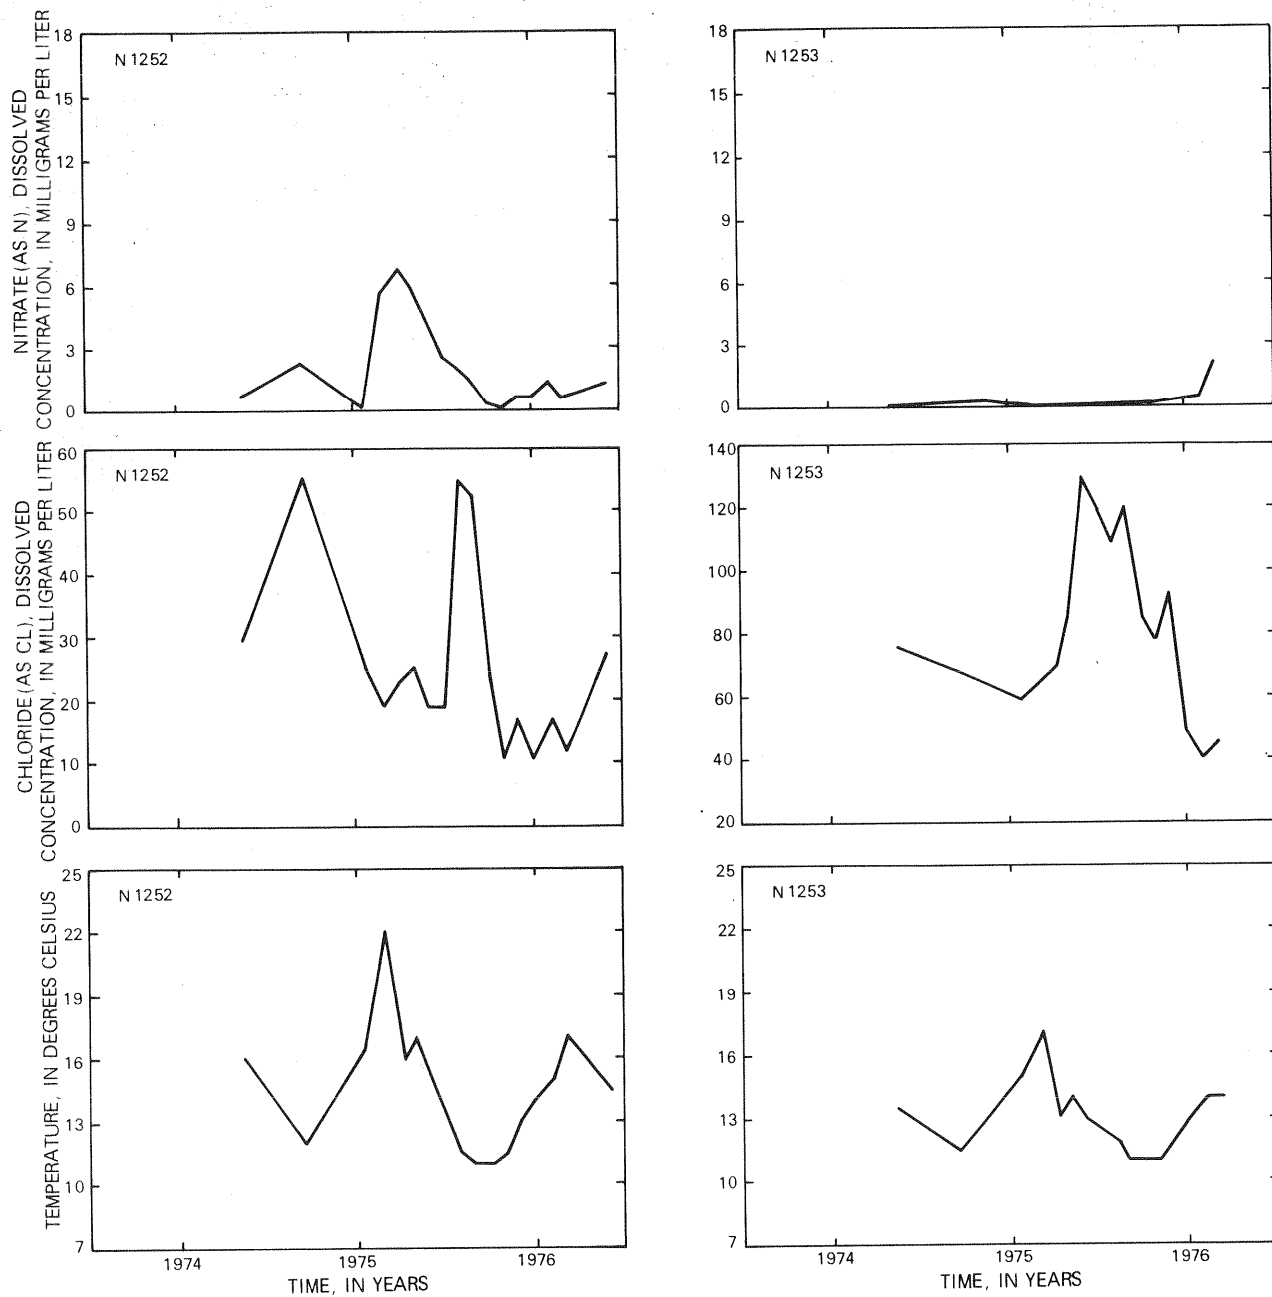 NITRATE (AS N), DISSOLVED
CONCENTRATION, IN MILLIGRAMS PER LITER
18
15
12
9
6
3
0
N 1252
18
15
12
9
6
3
0
N 1253
CHLORIDE (AS CL), DISSOLVED
CONCENTRATION, IN MILLIGRAMS PER LITER
60
50
40
30
20
10
0
N 1252
140
120
100
80
60
40
20
N 1253
TEMPERATURE, IN DEGREES CELSIUS
25
22
19
16
13
10
7
N 1252
1974 1975 1976
TIME, IN YEARS
25
22
19
16
13
10
7
N 1253
1974 1975 1976
TIME, IN YEARS